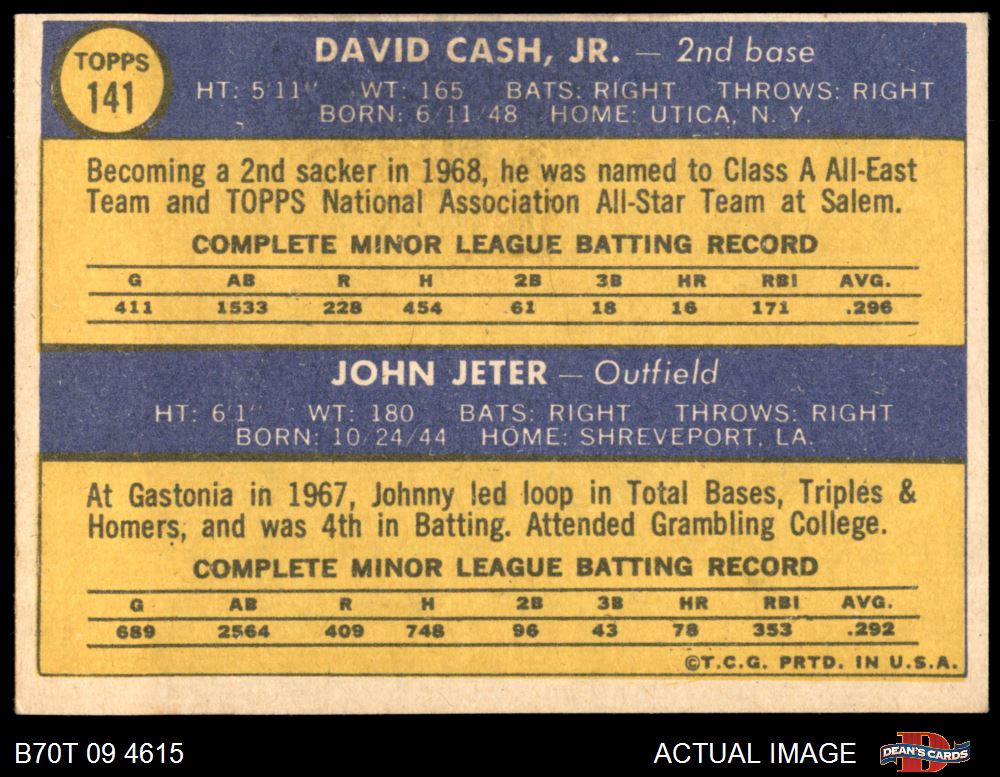 TOPPS
141
DAVID CASH, JR. — 2nd base
HT: 5'11" WT: 165 BATS: RIGHT THROWS: RIGHT
BORN: 6/11/48 HOME: UTICA, N. Y.
Becoming a 2nd sacker in 1968, he was named to Class A All-East
Team and TOPPS National Association All-Star Team at Salem.
COMPLETE MINOR LEAGUE BATTING RECORD
G AB R H 2B 3B HR RBI AVG.
411 1533 228 454 61 18 16 171 .296
JOHN JETER — Outfield
HT: 6'1" WT: 180 BATS: RIGHT THROWS: RIGHT
BORN: 10/24/44 HOME: SHREVEPORT, LA.
At Gastonia in 1967, Johnny led loop in Total Bases, Triples &
Homers, and was 4th in Batting. Attended Grambling College.
COMPLETE MINOR LEAGUE BATTING RECORD
G AB R H 2B 3B HR RBI AVG.
689 2564 409 748 96 43 78 353 .292
©T.C.G. PRTD. IN U.S.A.
B70T 09 4615 ACTUAL IMAGE
D
DEAN'S CARDS